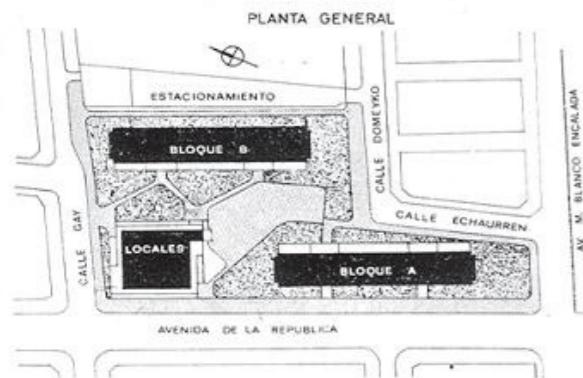 PLANTA GENERAL
ESTACIONAMIENTO
BLOQUE B
CALLE DOMEYKO
AV. M. BLANCO ENCALADA
CALLE GAY
LOCALES
CALLE ECHAURREN
BLOQUE A
AVENIDA DE LA REPUBLICA